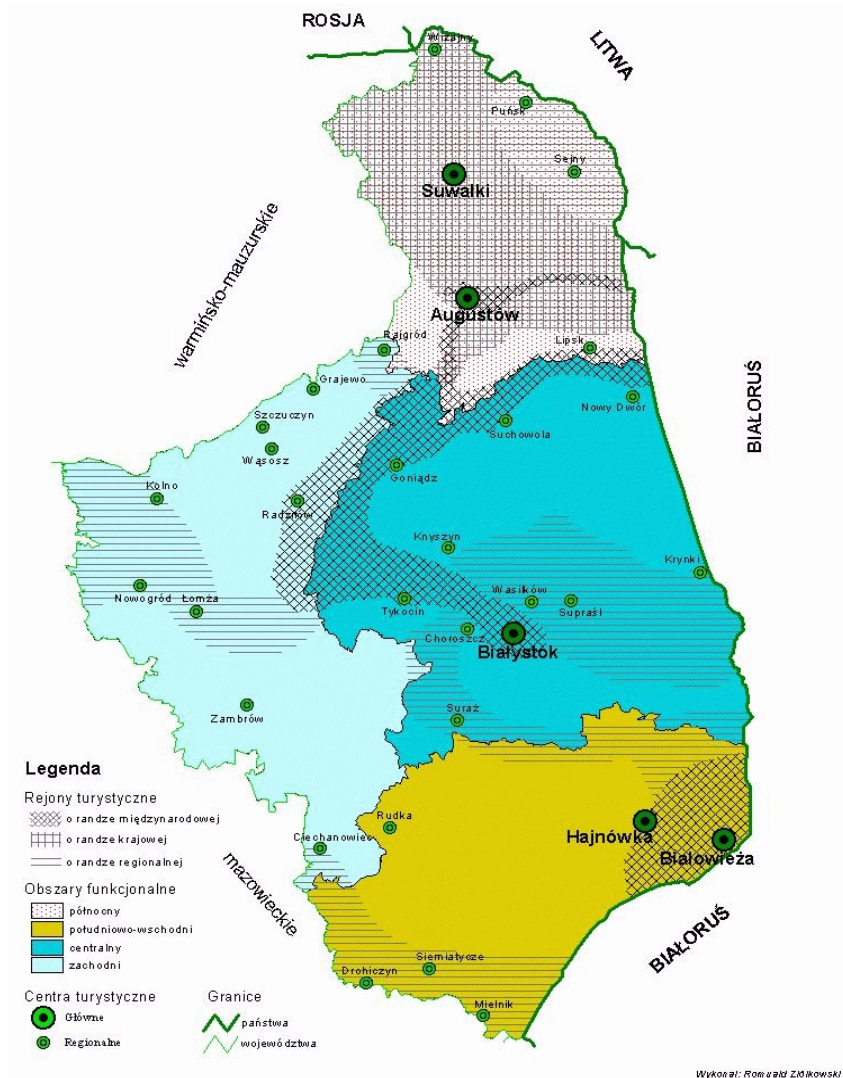 ROSJA
LITWA
Wiżajny
Puńsk
Sejny
Suwałki
warmińsko-mauzurskie
Augustów
Rajgród
Lipsk
BIAŁORUŚ
Grajewo
Nowy Dwór
Szczuczyn
Suchowola
Wąsosz
Goniądz
Kolno
Radziłów
Knyszyn
Krynki
Nowogród
Łomża
Tykocin
Wasilków
Supraśl
Choroszcz
Białystók
Zambrów
Suraż
Rudka
Hajnówka
Białowieża
Ciechanowiec
mazowieckie
BIAŁORUŚ
Siemiatycze
Drohiczyn
Mielnik
Legenda
Rejony turystyczne
o randze międzynarodowej
o randze krajowej
o randze regionalnej
Obszary funkcjonalne
północny
południowo-wschodni
centralny
zachodni
Centra turystyczne
Główne
Regionalne
Granice
państwa
województwa
Wykonał: Romuald Ziółkowski